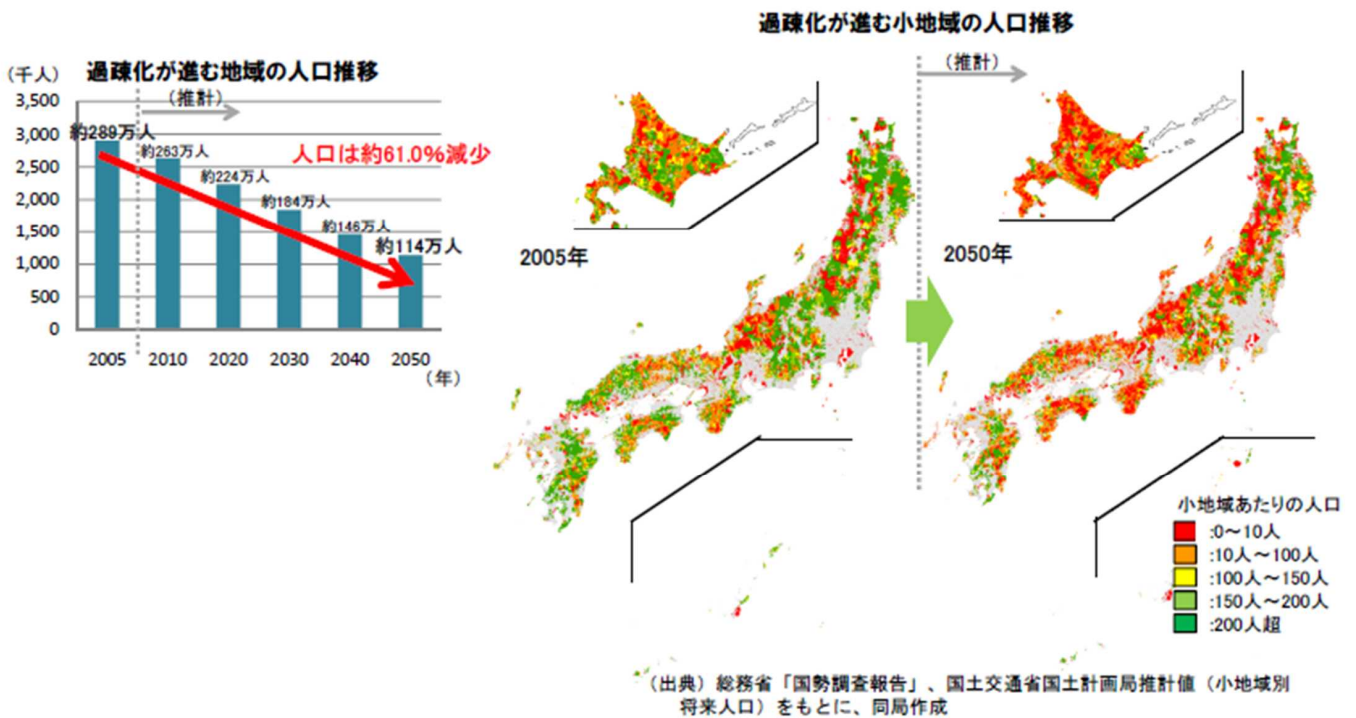 過疎化が進む小地域の人口推移
過疎化が進む地域の人口推移
（千人）
（推計）
3,500
3,000
2,500
2,000
1,500
1,000
500
0
約289万人
約263万人
約224万人
約184万人
約146万人
約114万人
人口は約61.0％減少
2005
2010
2020
2030
2040
2050
（年）
2005年
（推計）
2050年
小地域あたりの人口
:0～10人
:10人～100人
:100人～150人
:150人～200人
:200人超
（出典）総務省「国勢調査報告」、国土交通省国土計画局推計値（小地域別
将来人口）をもとに、同局作成